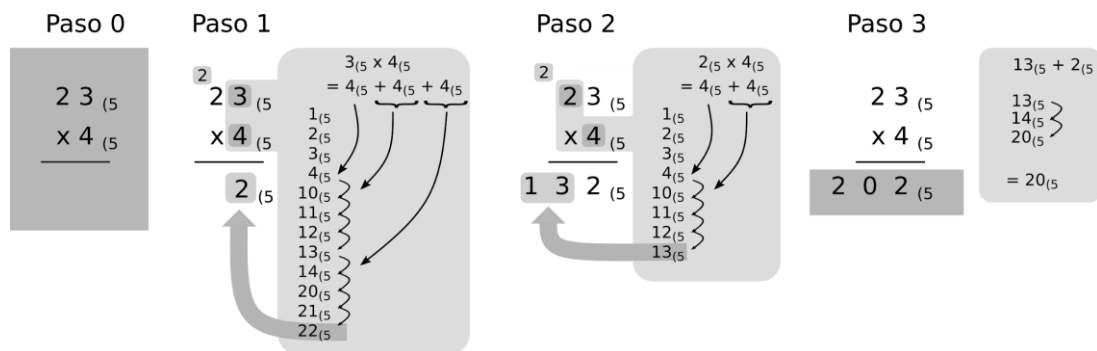 Paso 0
2 3 (5
x 4 (5
Paso 1
2
2 3 (5
x 4 (5
2 (5
3(5 x 4(5
= 4(5 + 4(5 + 4(5
1(5
2(5
3(5
4(5
10(5
11(5
12(5
13(5
14(5
20(5
21(5
22(5
Paso 2
2
2 3 (5
x 4 (5
1 3 2 (5
2(5 x 4(5
= 4(5 + 4(5
1(5
2(5
3(5
4(5
10(5
11(5
12(5
13(5
Paso 3
2 3 (5
x 4 (5
2 0 2 (5
13(5 + 2(5
13(5
14(5
20(5
= 20(5